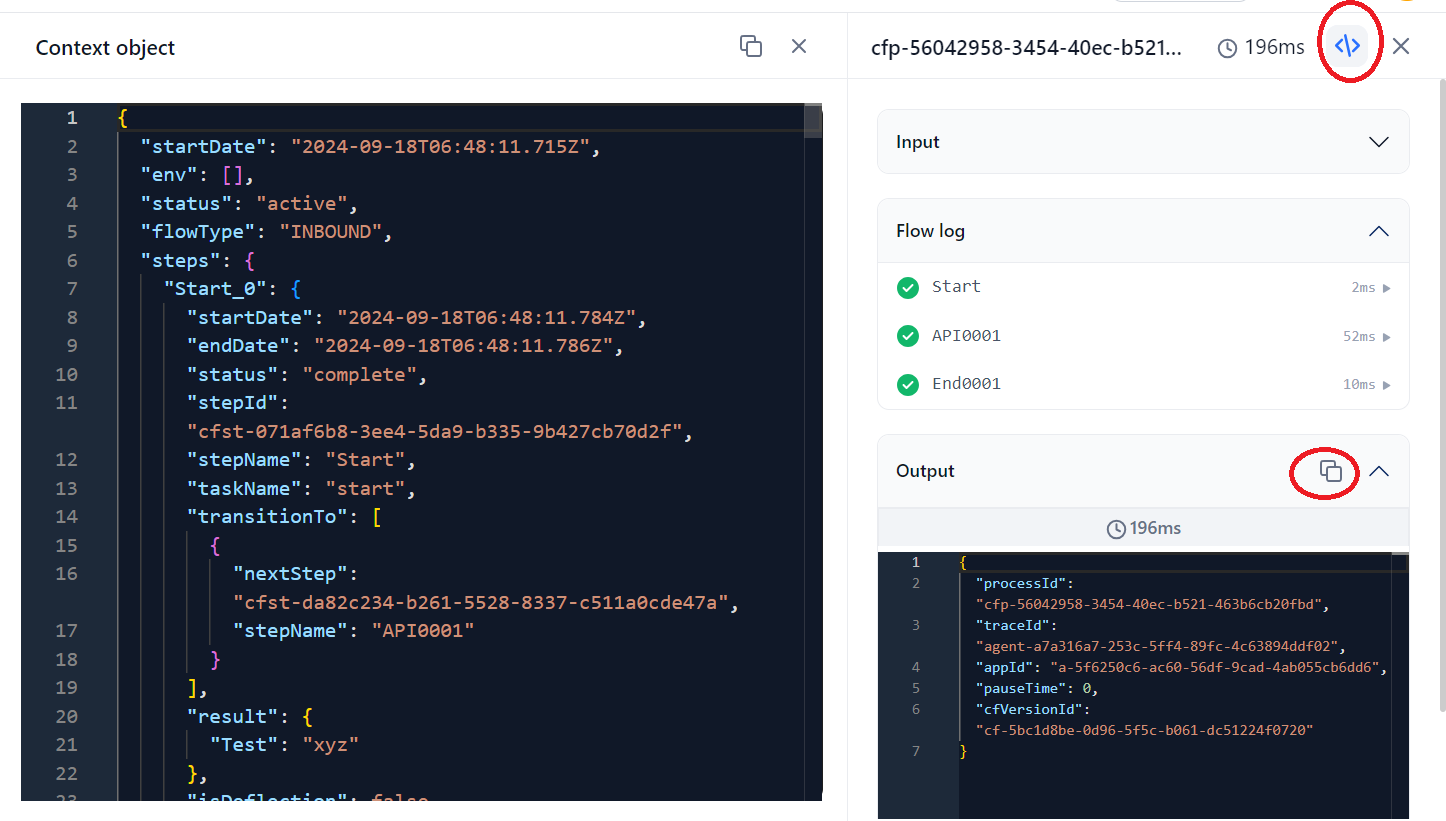 Context object
1 {
2 "startDate": "2024-09-18T06:48:11.715Z",
3 "env": [],
4 "status": "active",
5 "flowType": "INBOUND",
6 "steps": {
7 "Start_0": {
8 "startDate": "2024-09-18T06:48:11.784Z",
9 "endDate": "2024-09-18T06:48:11.786Z",
10 "status": "complete",
11 "stepId":
"cfst-071af6b8-3ee4-5da9-b335-9b427cb70d2f",
12 "stepName": "Start",
13 "taskName": "start",
14 "transitionTo": [
15 {
16 "nextStep":
"cfst-da82c234-b261-5528-8337-c511a0cde47a",
17 "stepName": "API0001"
18 }
19 ],
20 "result": {
21 "Test": "xyz"
22 },
23 "isDeflection": false
cfp-56042958-3454-40ec-b521... 196ms </>
Input
Flow log
Start 2ms
API0001 52ms
End0001 10ms
Output
196ms
1 {
2 "processId":
"cfp-56042958-3454-40ec-b521-463b6cb20fbd",
3 "traceId":
"agent-a7a316a7-253c-5ff4-89fc-4c63894ddf02",
4 "appId": "a-5f6250c6-ac60-56df-9cad-4ab055cb6dd6",
5 "pauseTime": 0,
6 "cfVersionId":
"cf-5bc1d8be-0d96-5f5c-b061-dc51224f0720"
7 }